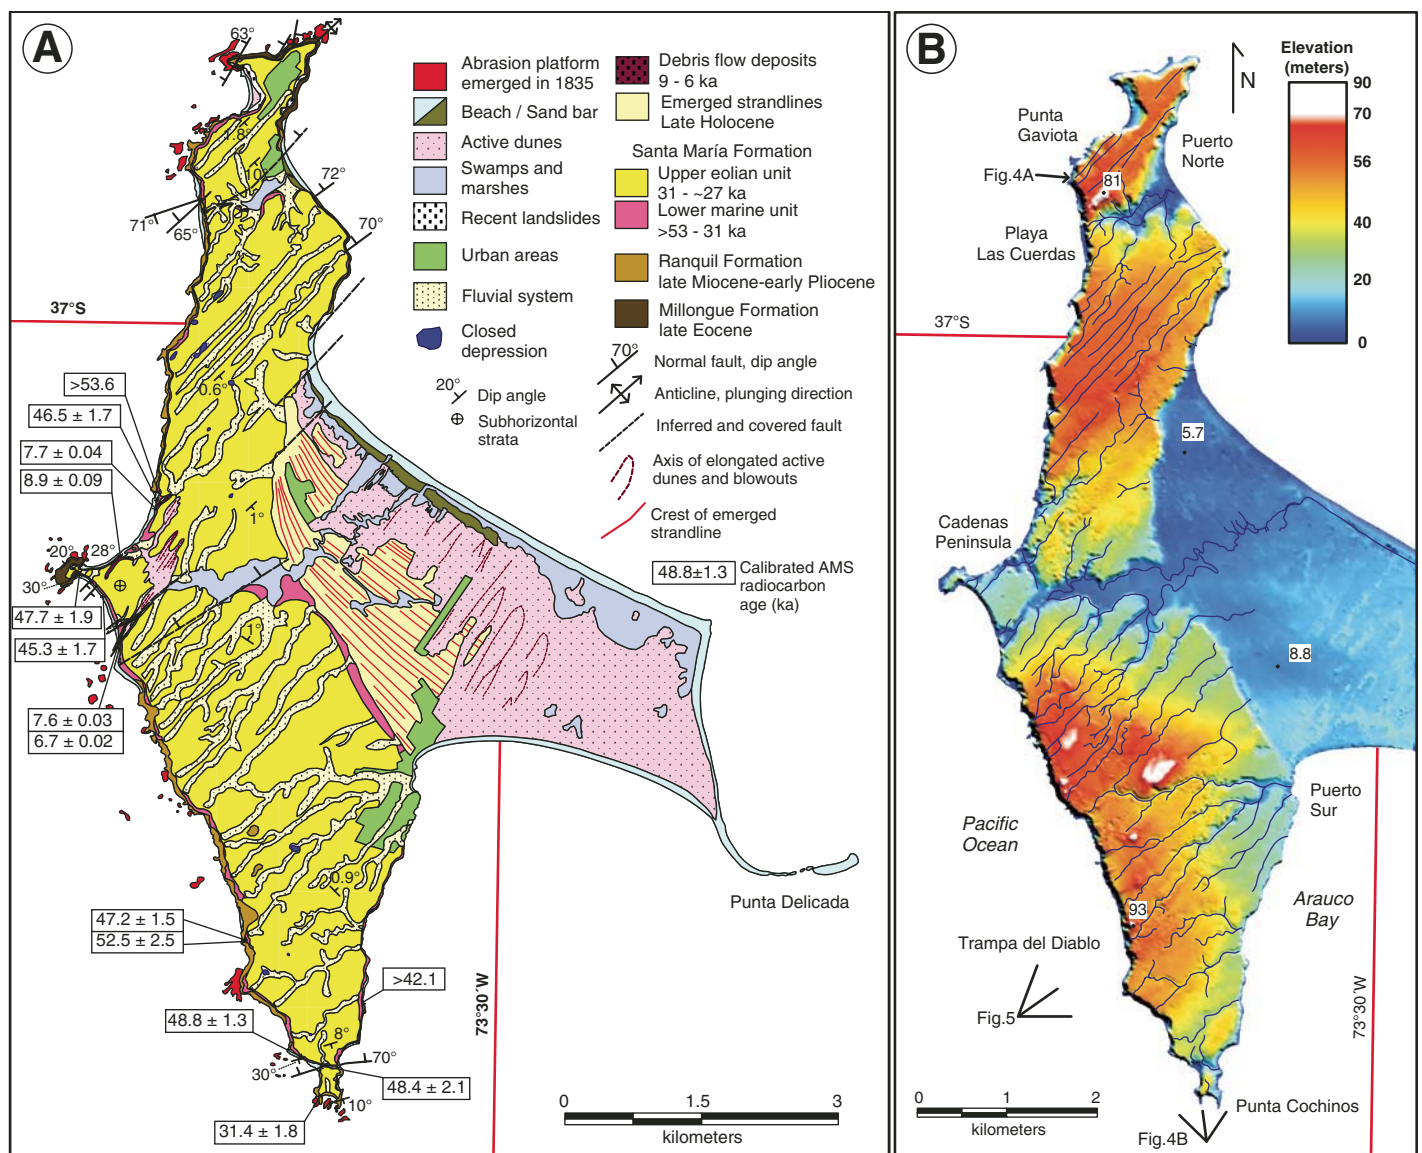 A
63°
1.8°
10°
72°
71°
65°
70°
37°S
0.6°
>53.6
46.5 ± 1.7
7.7 ± 0.04
8.9 ± 0.09
1°
20°
28°
30°
47.7 ± 1.9
45.3 ± 1.7
1°
7.6 ± 0.03
6.7 ± 0.02
0.9°
47.2 ± 1.5
52.5 ± 2.5
>42.1
48.8 ± 1.3
8°
70°
30°
48.4 ± 2.1
10°
31.4 ± 1.8
73°30´W
Punta Delicada
0 1.5 3
kilometers
Abrasion platform
emerged in 1835
Beach / Sand bar
Active dunes
Swamps and
marshes
Recent landslides
Urban areas
Fluvial system
Closed
depression
20°
Dip angle
Subhorizontal
strata
Debris flow deposits
9 - 6 ka
Emerged strandlines
Late Holocene
Santa María Formation
Upper eolian unit
31 - ~27 ka
Lower marine unit
>53 - 31 ka
Ranquil Formation
late Miocene-early Pliocene
Millongue Formation
late Eocene
70°
Normal fault, dip angle
Anticline, plunging direction
Inferred and covered fault
Axis of elongated active
dunes and blowouts
Crest of emerged
strandline
48.8±1.3
Calibrated AMS
radiocarbon
age (ka)
B
N
Elevation
(meters)
90
70
56
40
20
0
Punta
Gaviota
Puerto
Norte
Fig.4A
81
Playa
Las Cuerdas
37°S
5.7
Cadenas
Peninsula
8.8
Puerto
Sur
Pacific
Ocean
93
Arauco
Bay
Trampa del Diablo
Fig.5
73°30´W
0 1 2
kilometers
Punta Cochinos
Fig.4B